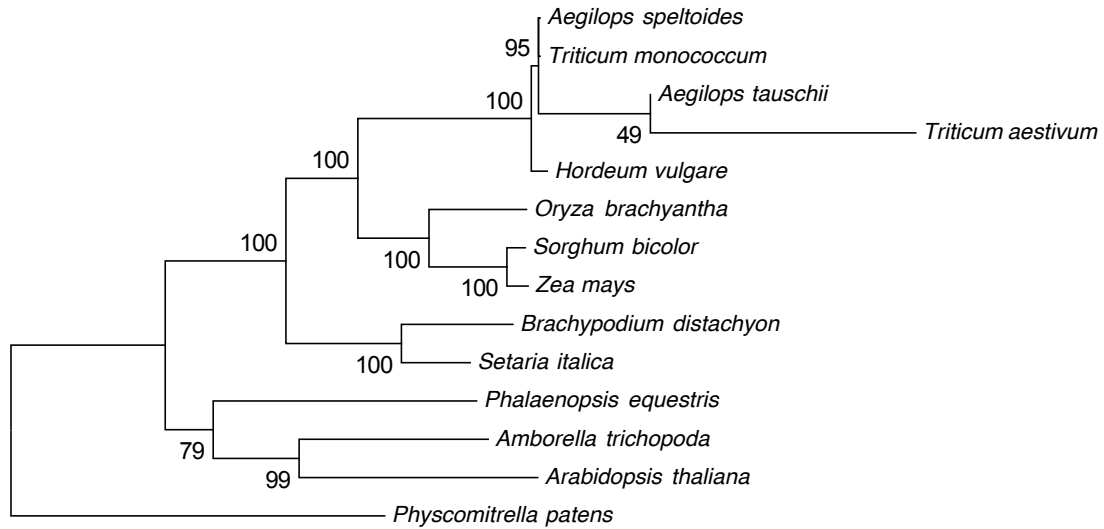 Aegilops speltoides
95
Triticum monococcum
Aegilops tauschii
100
49
Triticum aestivum
100
Hordeum vulgare
Oryza brachyantha
100
Sorghum bicolor
100
100
Zea mays
Brachypodium distachyon
100
Setaria italica
Phalaenopsis equestris
79
Amborella trichopoda
99
Arabidopsis thaliana
Physcomitrella patens